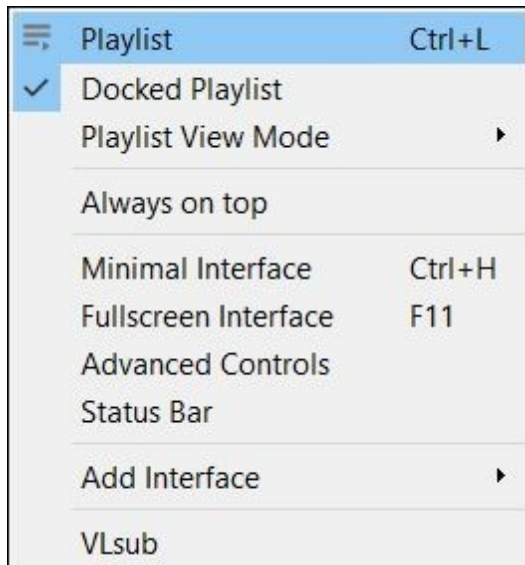 Playlist Ctrl+L
Docked Playlist
Playlist View Mode
Always on top
Minimal Interface Ctrl+H
Fullscreen Interface F11
Advanced Controls
Status Bar
Add Interface
VLsub